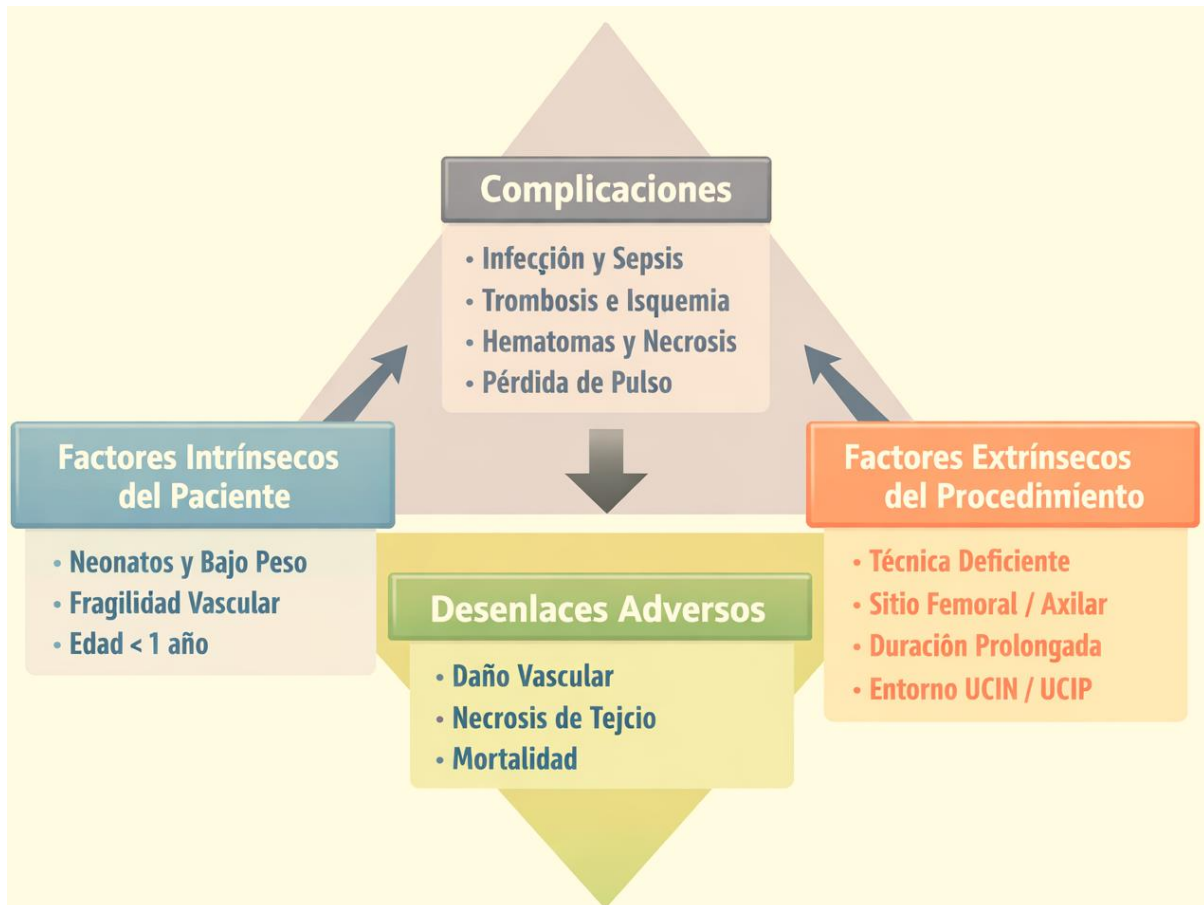 Complicaciones
• Infecçión y Sepsis
• Trombosis e Isquemia
• Hematomas y Necrosis
• Pérdida de Pulso
Factores Intrínsecos
del Paciente
• Neonatos y Bajo Peso
• Fragilidad Vascular
• Edad < 1 año
Factores Extrínsecos
del Procedimiento
• Técnica Deficiente
• Sitio Femoral / Axilar
• Duración Prolongada
• Entorno UCIN / UCIP
Desenlaces Adversos
• Daño Vascular
• Necrosis de Tejcio
• Mortalidad